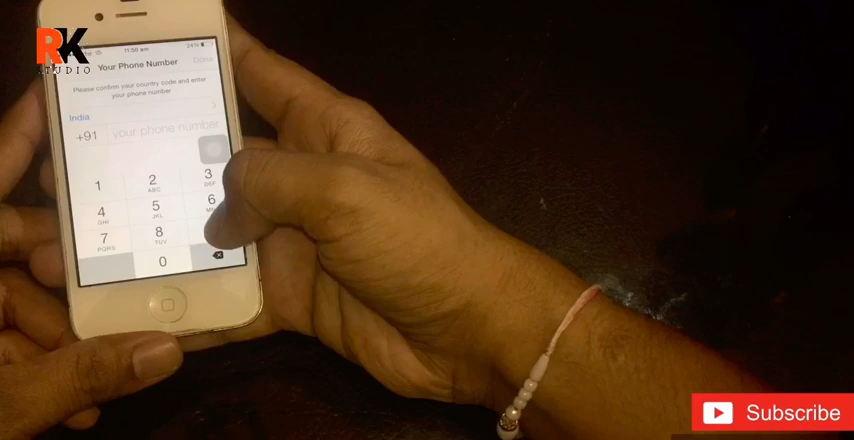 RK
STUDIO
11:50 am
24%
Your Phone Number
Done
Please confirm your country code and enter
your phone number
India
+91 your phone number
1
2
ABC
3
DEF
4
GHI
5
JKL
6
7
PQRS
8
TUV
0
Subscribe